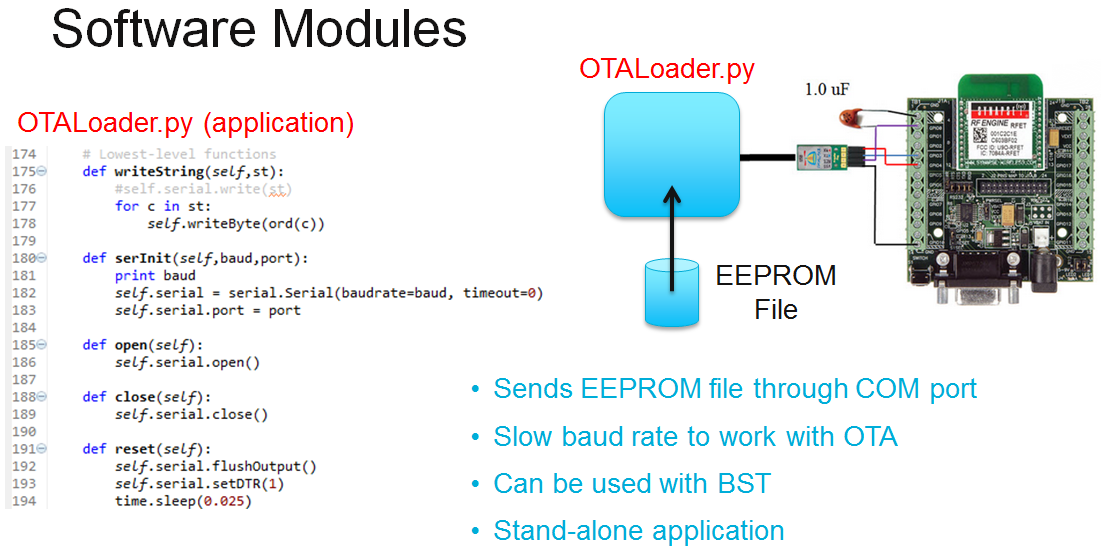 Software Modules
OTALoader.py (application)
174 # Lowest-level functions
175 def writeString(self,st):
176 #self.serial.write(st)
177 for c in st:
178 self.writeByte(ord(c))
179
180 def serInit(self,baud,port):
181 print baud
182 self.serial = serial.Serial(baudrate=baud, timeout=0)
183 self.serial.port = port
184
185 def open(self):
186 self.serial.open()
187
188 def close(self):
189 self.serial.close()
190
191 def reset(self):
192 self.serial.flushOutput()
193 self.serial.setDTR(1)
194 time.sleep(0.025)
OTALoader.py
1.0 uF
RF ENGINE
RFET
001C2C1E
C603BF02
EEPROM
File
• Sends EEPROM file through COM port
• Slow baud rate to work with OTA
• Can be used with BST
• Stand-alone application